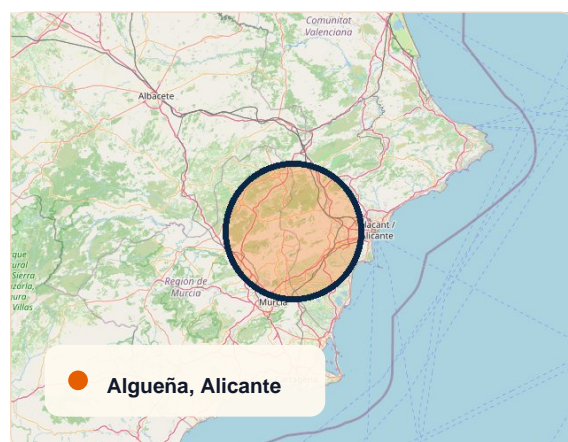 Comunitat
Valenciana
Albacete
Alacant /
Alicante
Región de
Murcia
Murcia
Algueña, Alicante